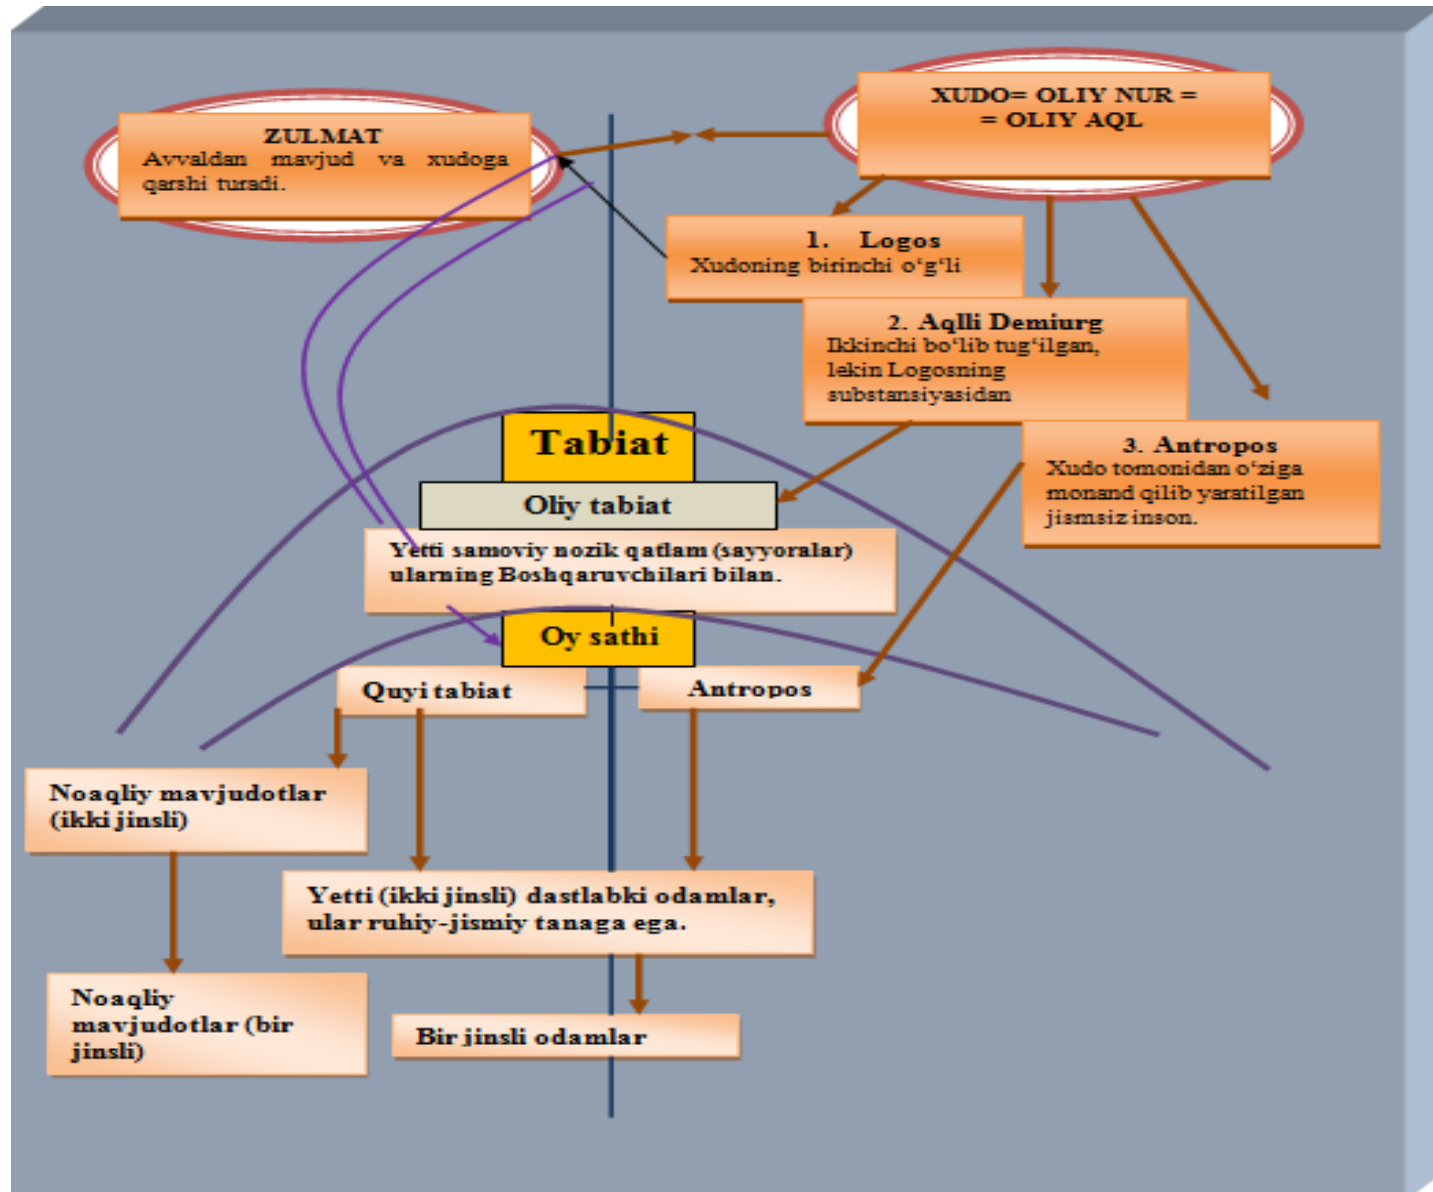 XUDO= OLIY NUR =
= OLIY AQL
ZULMAT
Avvaldan mavjud va xudoga
qarshi turadi.
1. Logos
Xudoning birinchi o‘g‘li
2. Aqlli Demiurg
Ikkinchi bo‘lib tug‘ilgan,
lekin Logosning
substansiyasidan
3. Antropos
Xudo tomonidan o‘ziga
monand qilib yaratilgan
jismsiz inson.
Tabiat
Oliy tabiat
Yetti samoviy nozik qatlam (sayyoralar)
ularning Boshqaruvchilari bilan.
Oy sathi
Quyi tabiat
Antropos
Noaqliy mavjudotlar
(ikki jinsli)
Yetti (ikki jinsli) dastlabki odamlar,
ular ruhiy-jismiy tanaga ega.
Noaqliy
mavjudotlar (bir
jinsli)
Bir jinsli odamlar